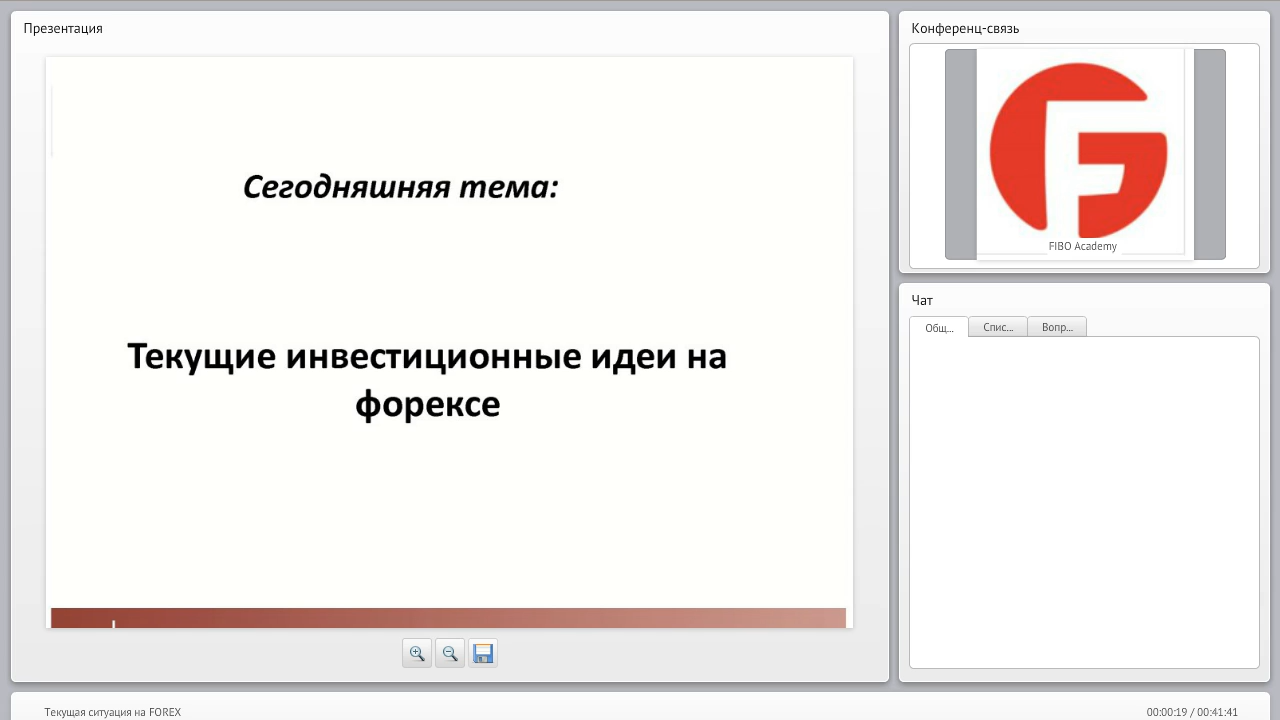 Презентация
Сегодняшняя тема:
Текущие инвестиционные идеи на
форексе
Конференц-связь
FIBO Academy
Чат
Общ...
Спис...
Вопр...
Текущая ситуация на FOREX
00:00:19 / 00:41:41